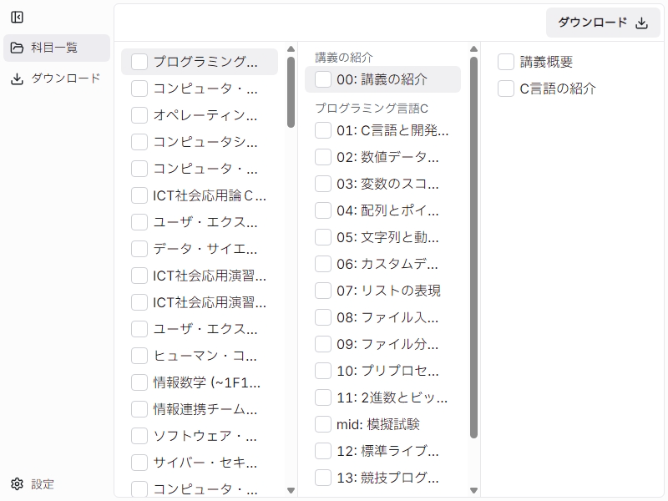 ダウンロード
科目一覧
ダウンロード
設定
プログラミング...
コンピュータ・...
オペレーティン...
コンピュータシ...
コンピュータ・...
ICT社会応用論Ｃ...
ユーザ・エクス...
データ・サイエ...
ICT社会応用演習...
ICT社会応用演習...
ユーザ・エクス...
ヒューマン・コ...
情報数学 (~1F1...
情報連携チーム...
ソフトウェア・...
サイバー・セキ...
コンピュータ・...
講義の紹介
00: 講義の紹介
プログラミング言語C
01: C言語と開発...
02: 数値データ...
03: 変数のスコ...
04: 配列とポイ...
05: 文字列と動...
06: カスタムデ...
07: リストの表現
08: ファイル入...
09: ファイル分...
10: プリプロセ...
11: 2進数とビッ...
mid: 模擬試験
12: 標準ライブ...
13: 競技プログ...
講義概要
C言語の紹介